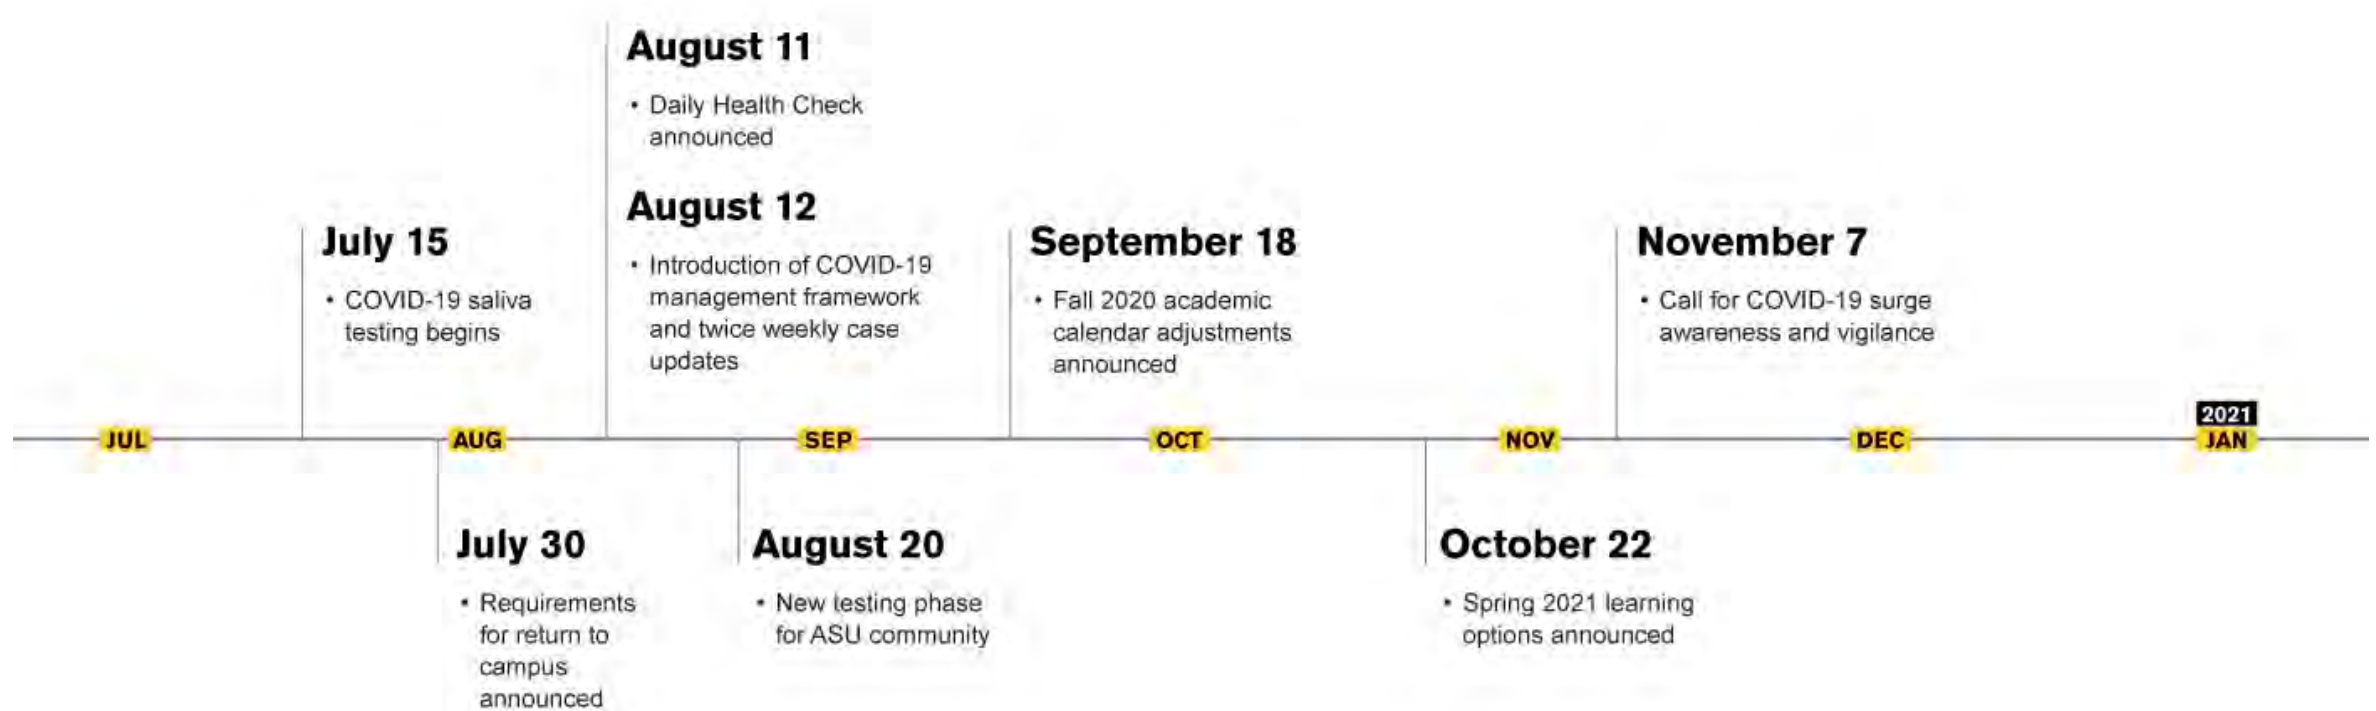 August 11
• Daily Health Check
announced
August 12
• Introduction of COVID-19
management framework
and twice weekly case
updates
July 15
• COVID-19 saliva
testing begins
September 18
• Fall 2020 academic
calendar adjustments
announced
November 7
• Call for COVID-19 surge
awareness and vigilance
2021
JUL AUG SEP OCT NOV DEC JAN
July 30
• Requirements
for return to
campus
announced
August 20
• New testing phase
for ASU community
October 22
• Spring 2021 learning
options announced